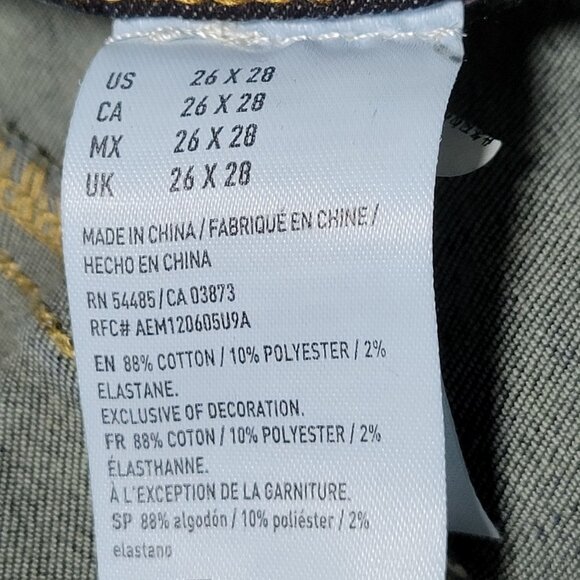 US 26 X 28
CA 26 X 28
MX 26 X 28
UK 26 X 28
MADE IN CHINA / FABRIQUÉ EN CHINE /
HECHO EN CHINA
RN 54485 / CA 03873
RFC# AEM120605U9A
EN 88% COTTON / 10% POLYESTER / 2%
ELASTANE.
EXCLUSIVE OF DECORATION.
FR 88% COTON / 10% POLYESTER / 2%
ÉLASTHANNE.
À L'EXCEPTION DE LA GARNITURE.
SP 88% algodón / 10% poliéster / 2%
elastano